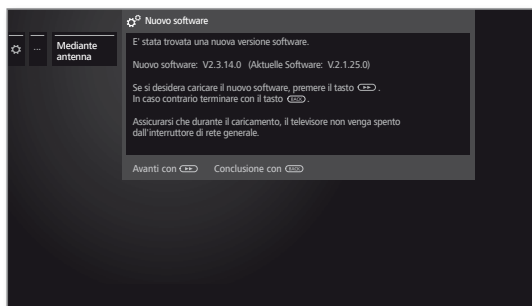 Nuovo software
...
Mediante
antenna
E' stata trovata una nuova versione software.
Nuovo software: V2.3.14.0 (Aktuelle Software: V.2.1.25.0)
Se si desidera caricare il nuovo software, premere il tasto ▶▶ .
In caso contrario terminare con il tasto BACK .
Assicurarsi che durante il caricamento, il televisore non venga spento
dall'interruttore di rete generale.
Avanti con ▶▶ Conclusione con BACK